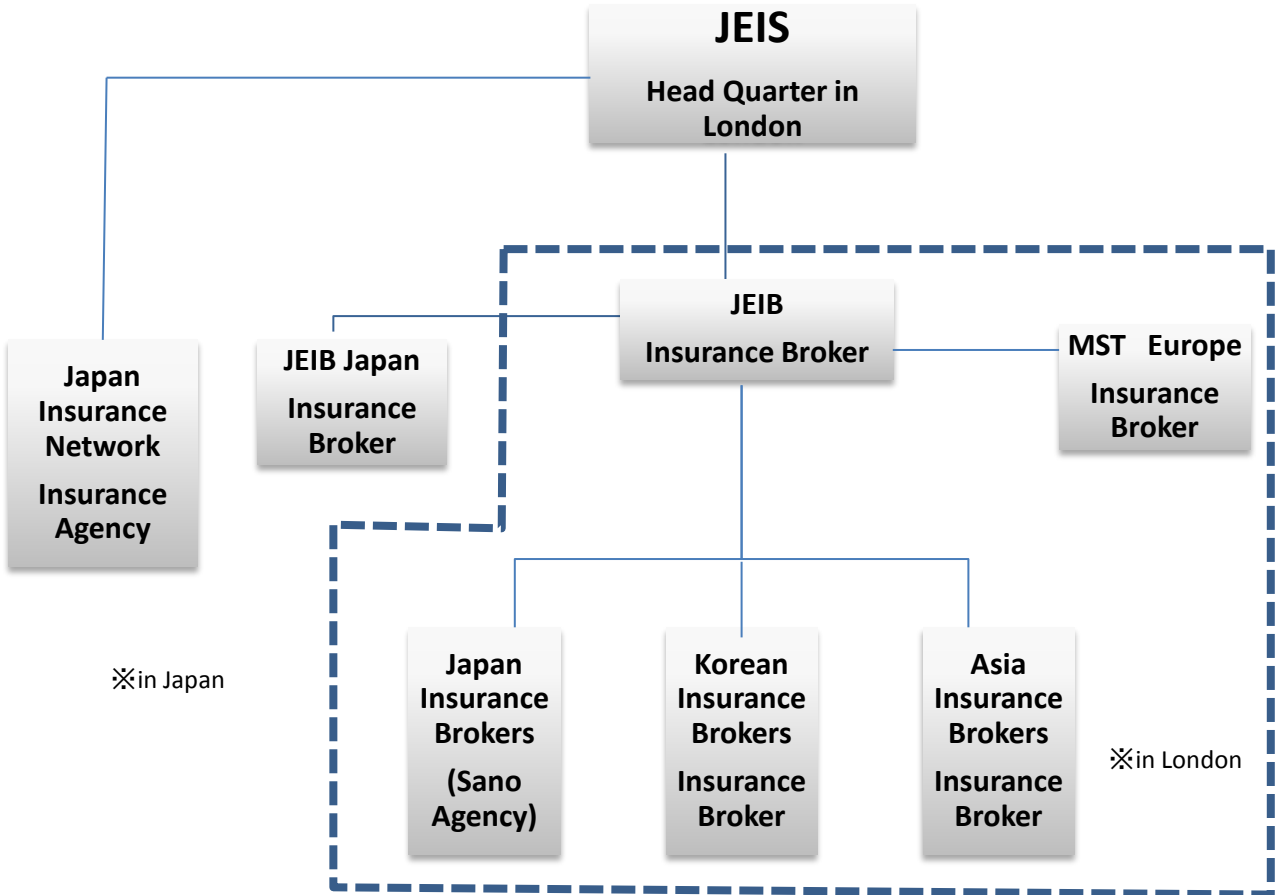 JEIS
Head Quarter in
London
JEIB
Insurance Broker
MST Europe
Insurance
Broker
JEIB Japan
Insurance
Broker
Japan
Insurance
Network
Insurance
Agency
※in Japan
Japan
Insurance
Brokers
(Sano
Agency)
Korean
Insurance
Brokers
Insurance
Broker
Asia
Insurance
Brokers
Insurance
Broker
※in London